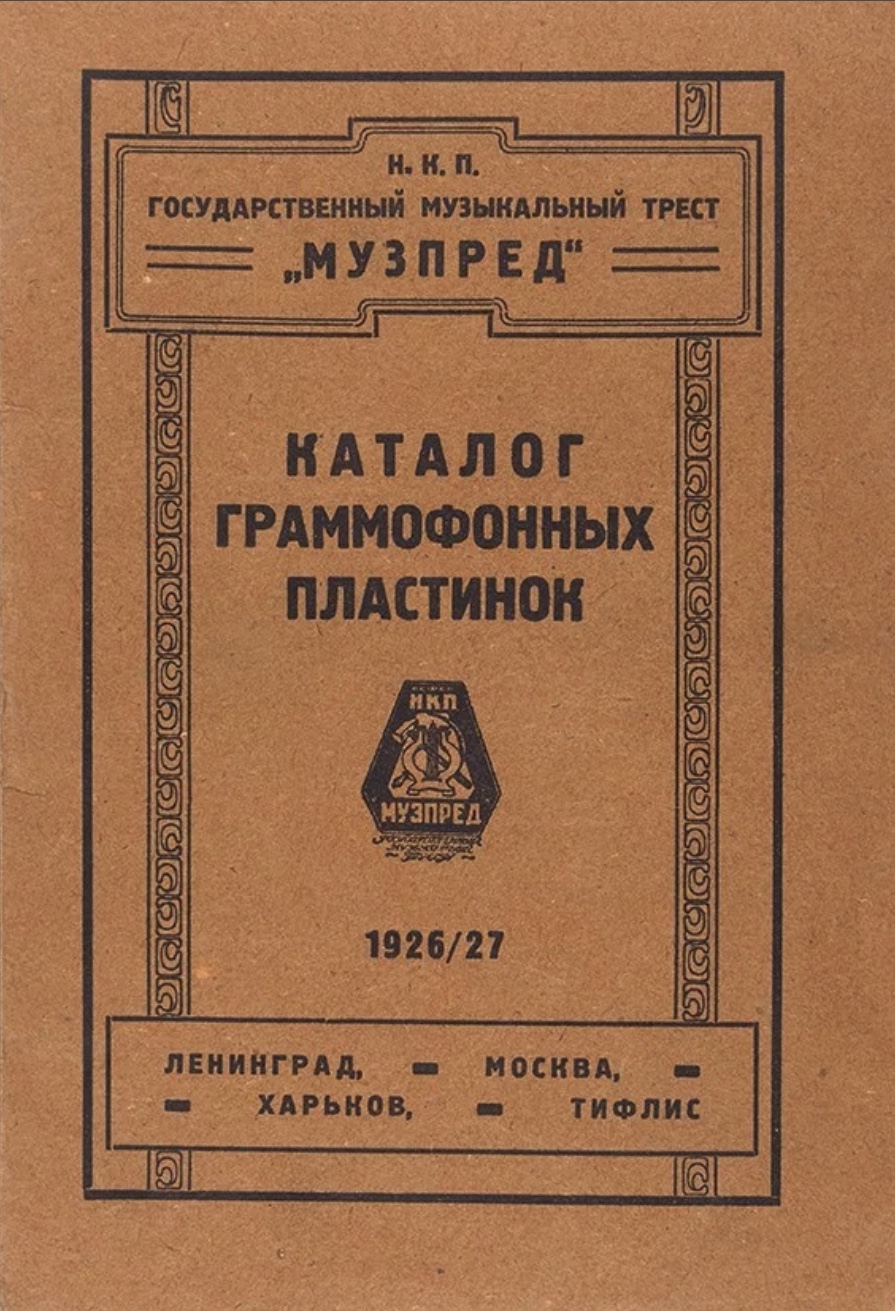 Н. К. П.
ГОСУДАРСТВЕННЫЙ МУЗЫКАЛЬНЫЙ ТРЕСТ
„МУЗПРЕД“
КАТАЛОГ
ГРАММОФОННЫХ
ПЛАСТИНОК
НКП
МУЗПРЕД
1926/27
ЛЕНИНГРАД, — МОСКВА, —
— ХАРЬКОВ, — ТИФЛИС